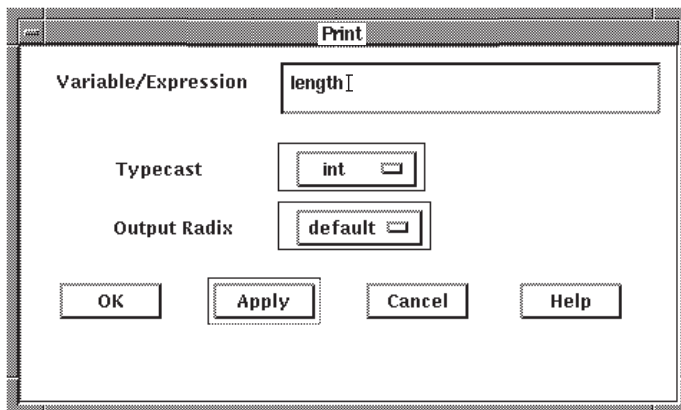 Print
Variable/Expression length
Typecast int
Output Radix default
OK Apply Cancel Help